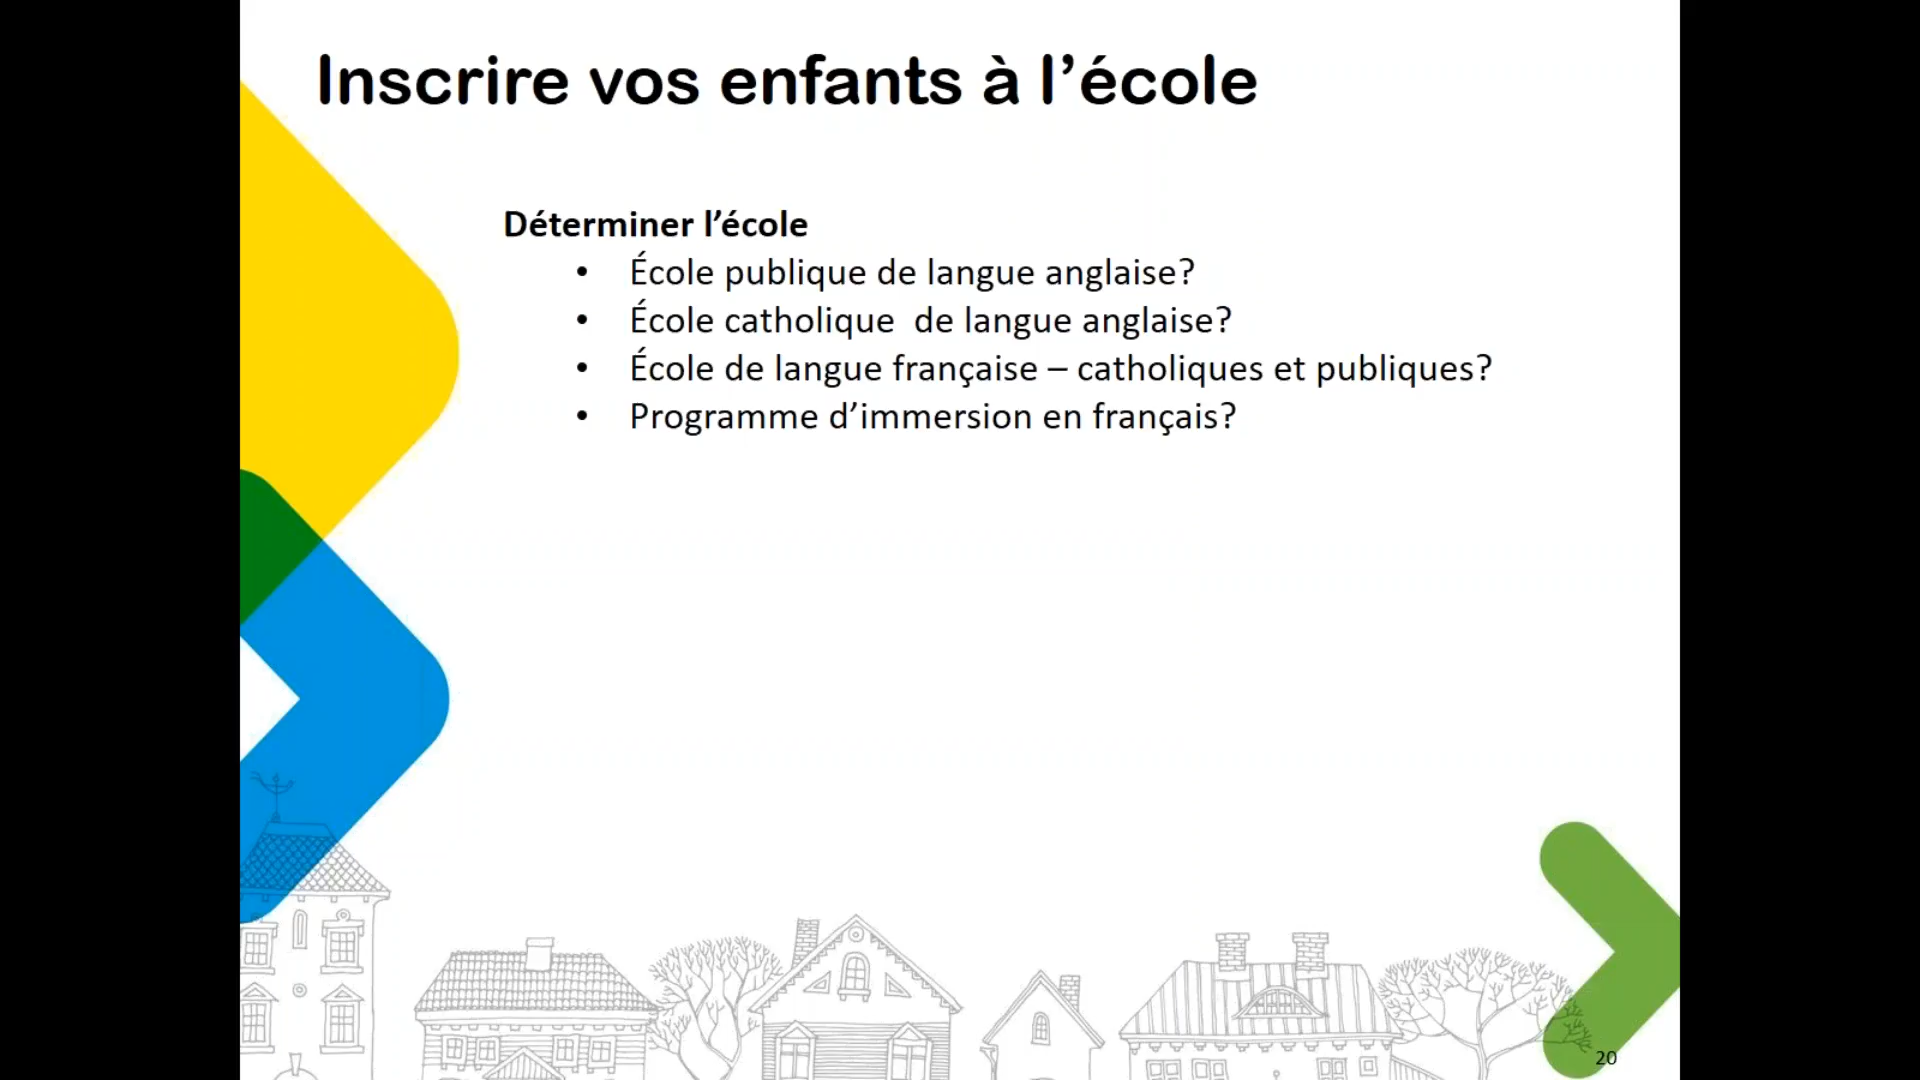 Inscrire vos enfants à l’école
Déterminer l’école
• École publique de langue anglaise?
• École catholique  de langue anglaise?
• École de langue française – catholiques et publiques?
• Programme d’immersion en français?
20